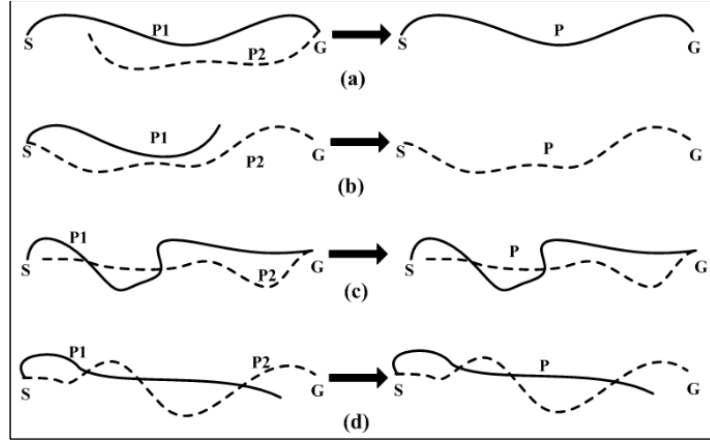 P1 P
S P2 G S G
(a)
P1
S P2 G S P G
(b)
P1 P
S P2 G S G
(c)
P1 P2 P
S G S G
(d)